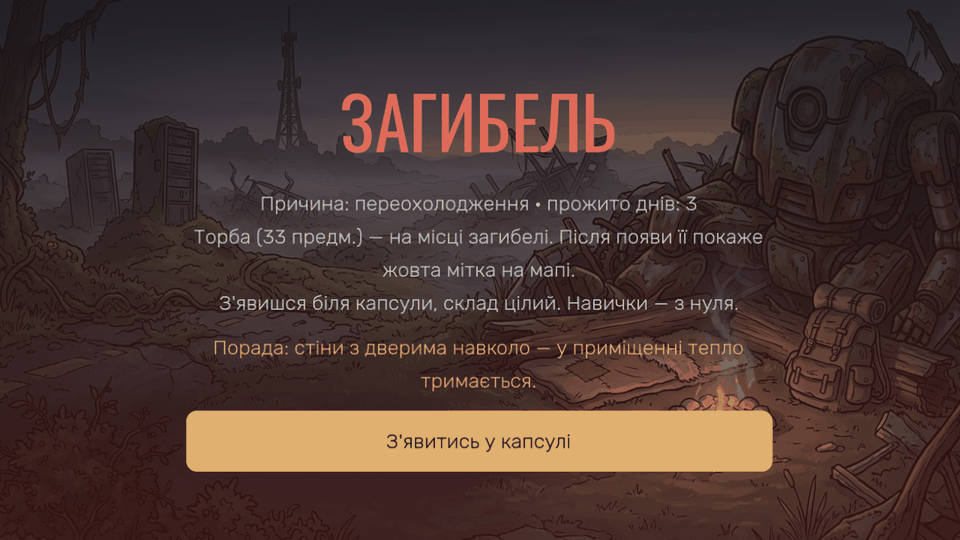 ЗАГИБЕЛЬ
Причина: переохолодження • прожито днів: 3
Торба (33 предм.) — на місці загибелі. Після появи її покаже
жовта мітка на мапі.
З'явишся біля капсули, склад цілий. Навички — з нуля.
Порада: стіни з дверима навколо — у приміщенні тепло
тримається.
З'явитись у капсулі